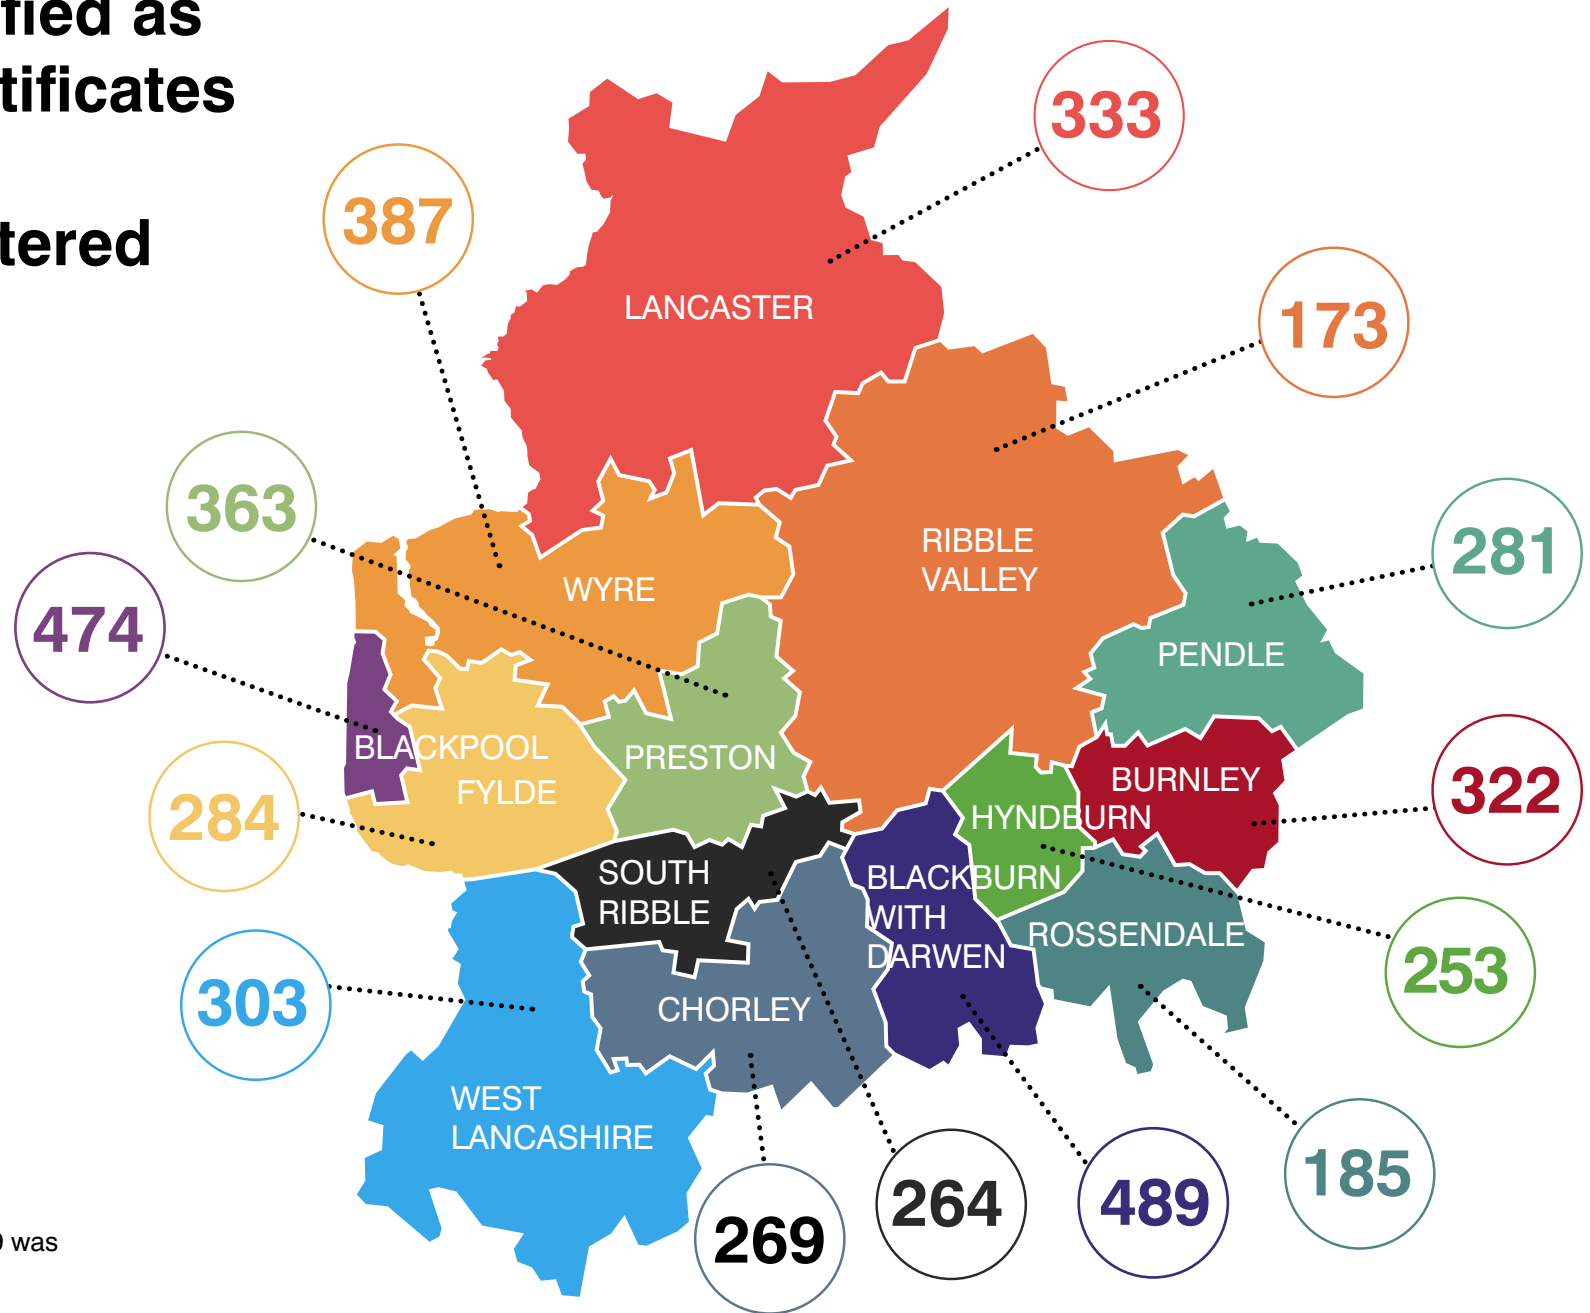 fied as
tificates
tered
333
387
LANCASTER
173
363
RIBBLE
VALLEY
281
WYRE
474
PENDLE
BLACKPOOL
PRESTON
FYLDE
BURNLEY
322
284
HYNDBURN
SOUTH
RIBBLE
BLACKBURN
WITH
DARWEN
ROSSENDALE
253
303
CHORLEY
WEST
LANCASHIRE
185
264
489
269
was